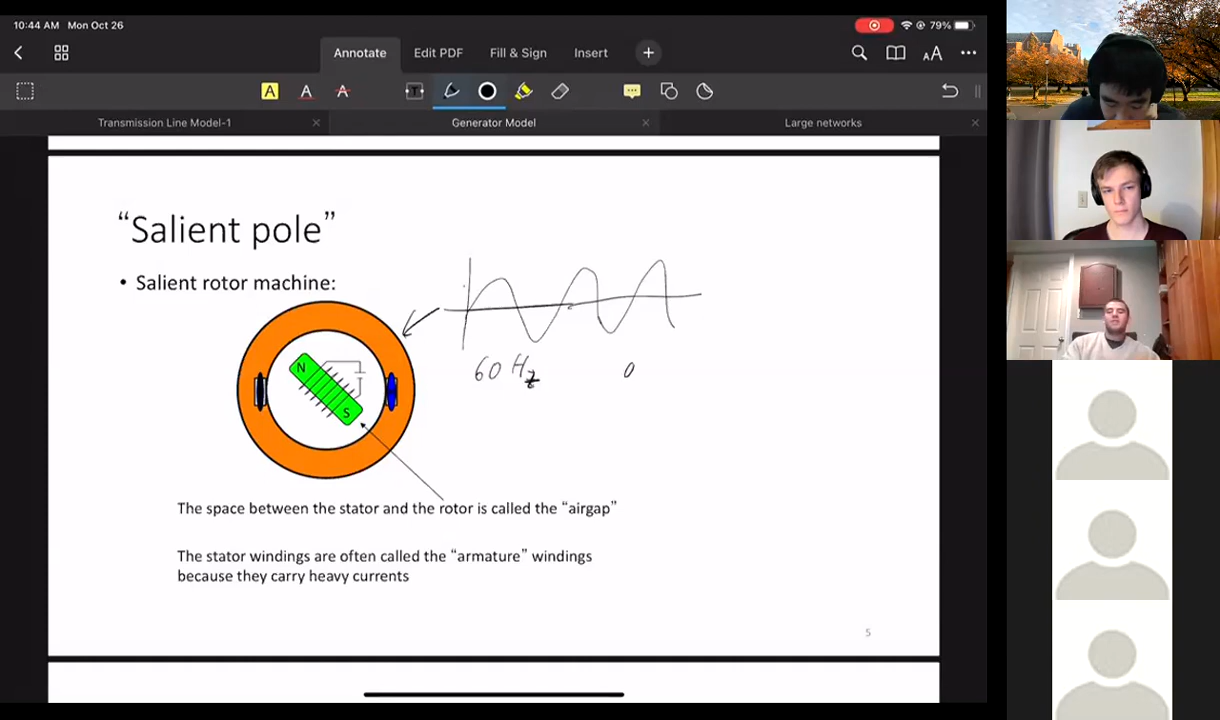 10:44 AM Mon Oct 26
79%
Annotate Edit PDF Fill & Sign Insert
AA
A A A T
Transmission Line Model-1 Generator Model Large networks
“Salient pole”
• Salient rotor machine:
60 Hz 0
N
S
The space between the stator and the rotor is called the “airgap”
The stator windings are often called the “armature” windings
because they carry heavy currents
5